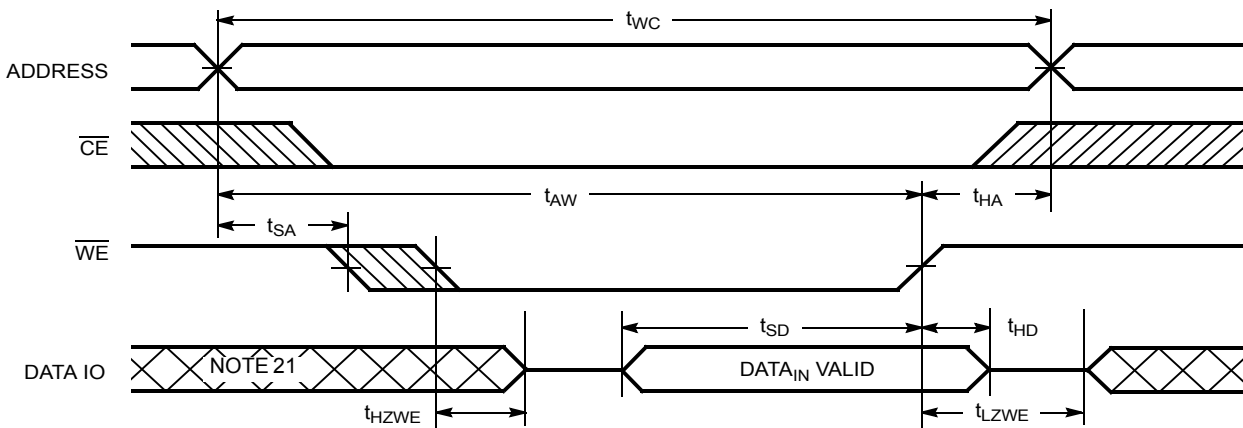 tWC
ADDRESS
CE
tAW
tHA
tSA
WE
tSD
tHD
DATA IO
NOTE 21
DATAIN VALID
tHZWE
tLZWE